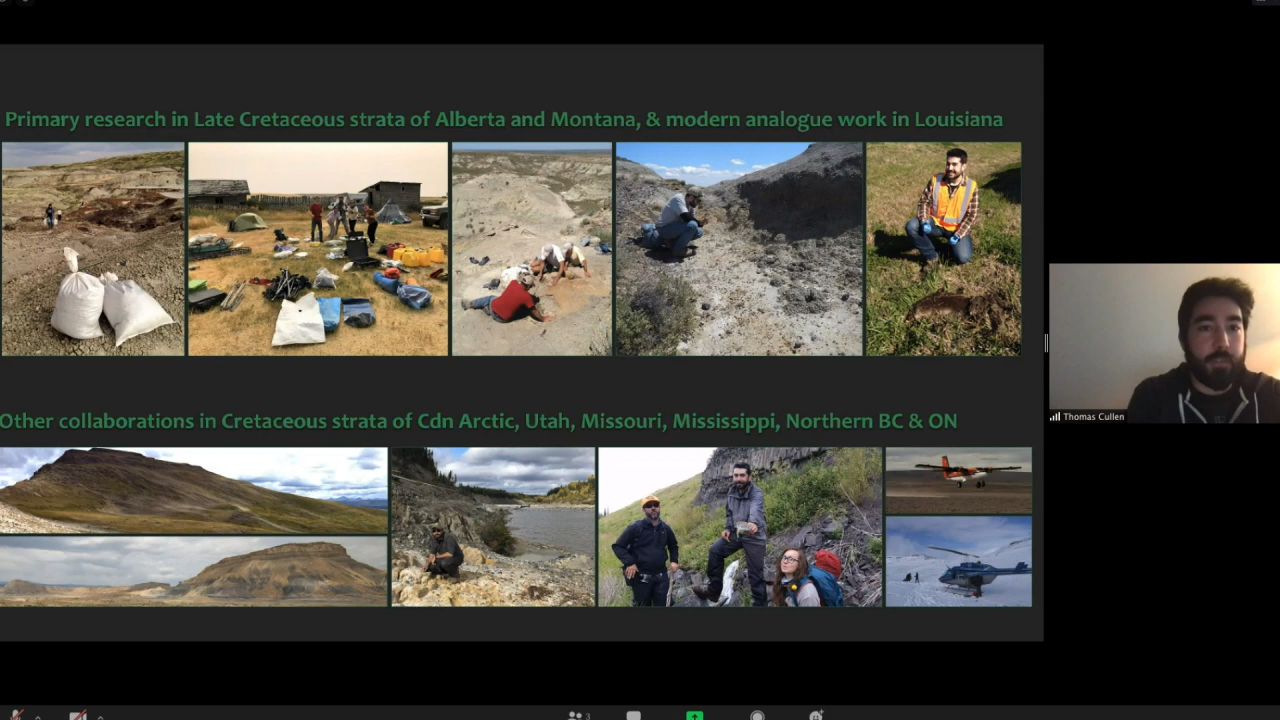 Primary research in Late Cretaceous strata of Alberta and Montana, & modern analogue work in Louisiana
Other collaborations in Cretaceous strata of Cdn Arctic, Utah, Missouri, Mississippi, Northern BC & ON
Thomas Cullen
3